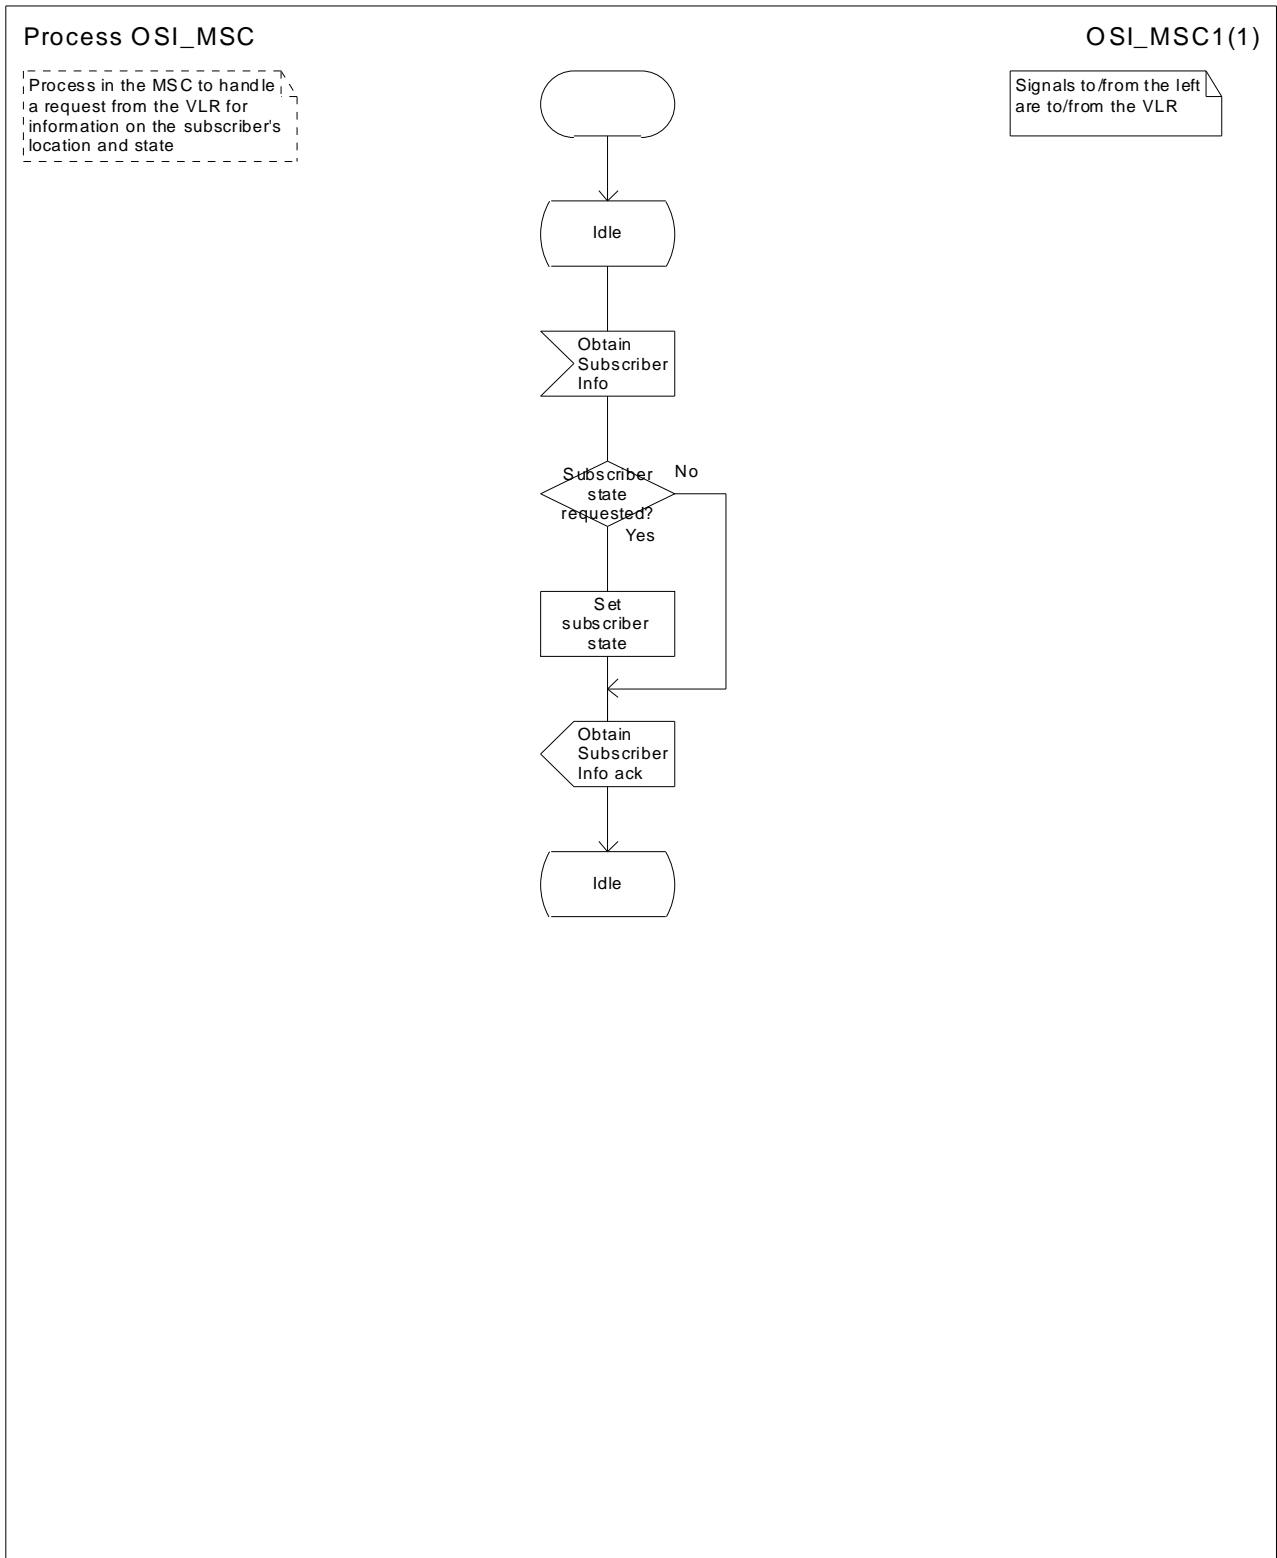 Process OSI_MSC
OSI_MSC1(1)
Process in the MSC to handle
a request from the VLR for
information on the subscriber's
location and state
Signals to/from the left
are to/from the VLR
Idle
Obtain
Subscriber
Info
Subscriber
state
requested?
No
Yes
Set
subscriber
state
Obtain
Subscriber
Info ack
Idle